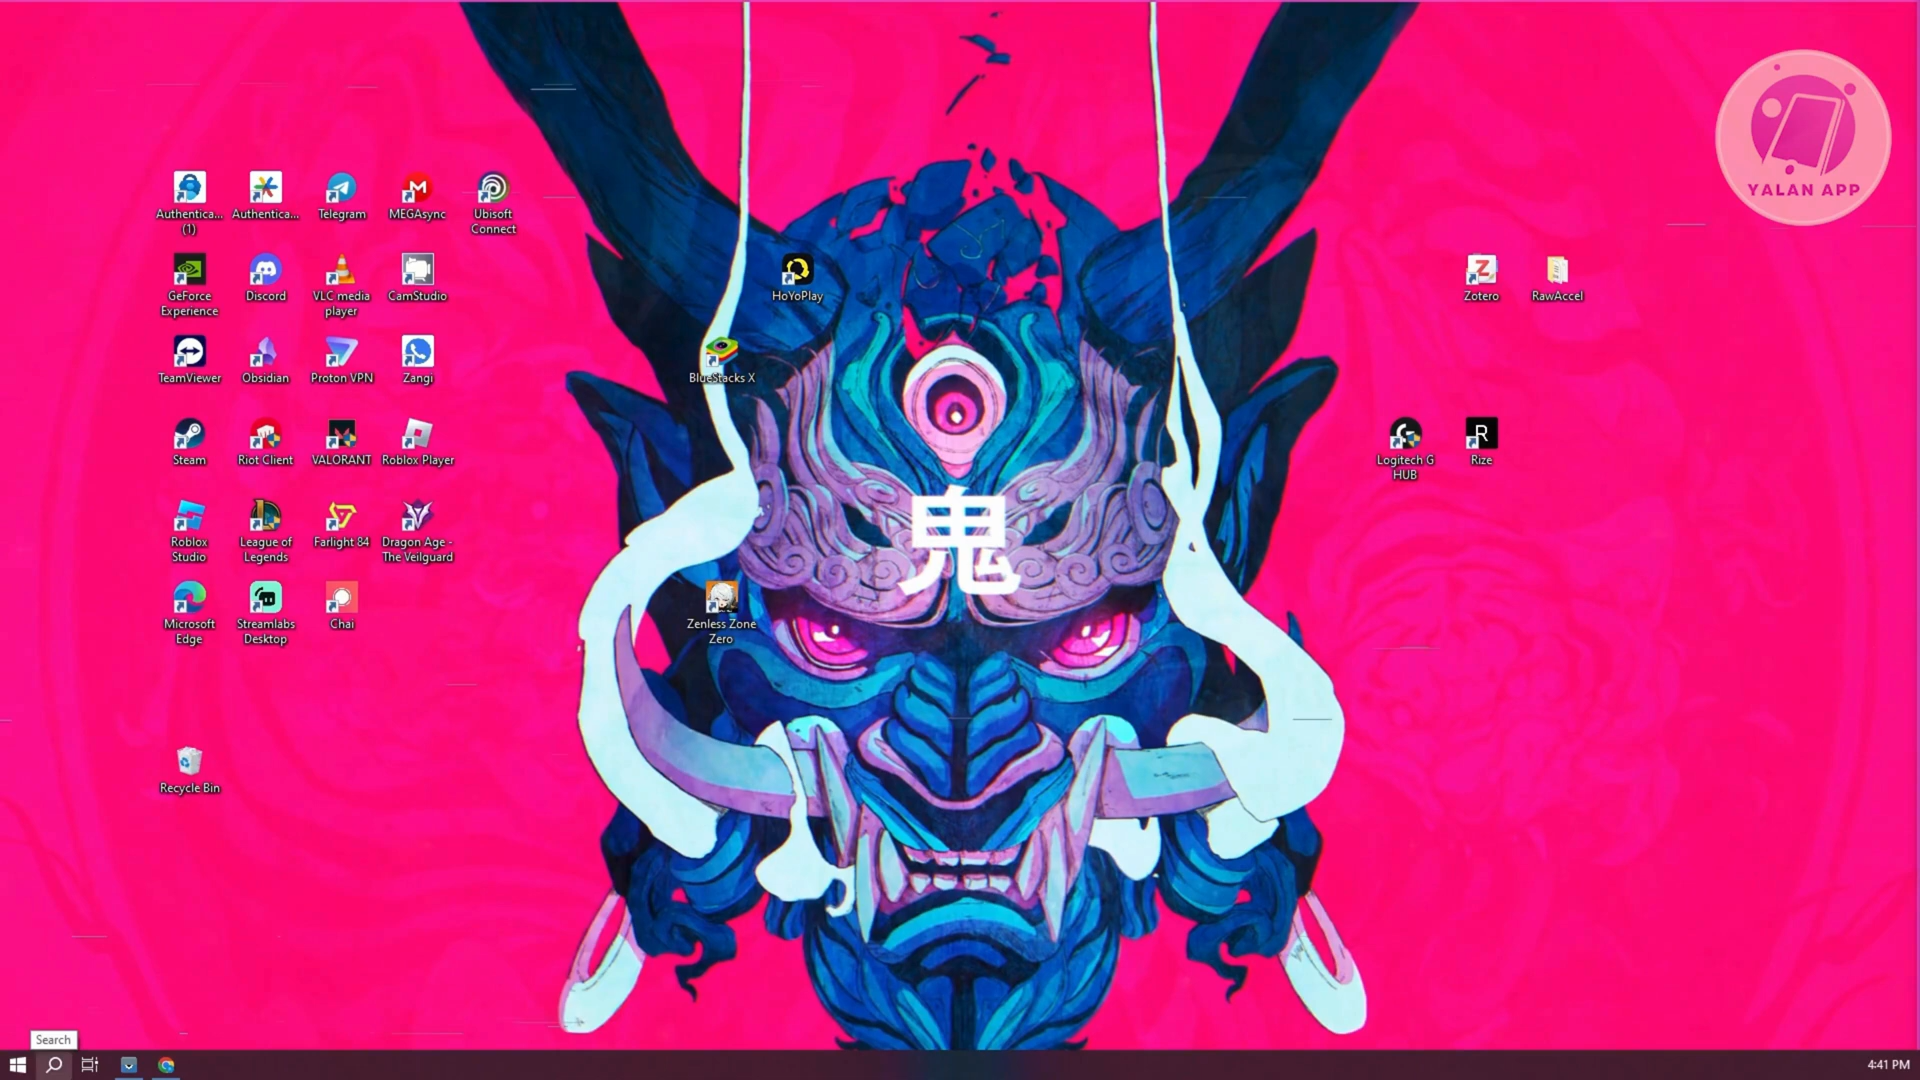 YALAN APP
Authentica...
(1)
Authentica...
Telegram
MEGAsync
Ubisoft
Connect
GeForce
Experience
Discord
VLC media
player
CamStudio
HoYoPlay
Zotero
RawAccel
TeamViewer
Obsidian
Proton VPN
Zangi
BlueStacks X
Steam
Riot Client
VALORANT
Roblox Player
Logitech G
HUB
R
Rize
鬼
Roblox
Studio
League of
Legends
Farlight 84
Dragon Age -
The Veilguard
Microsoft
Edge
Streamlabs
Desktop
Chai
Zenless Zone
Zero
Recycle Bin
Search
4:41 PM